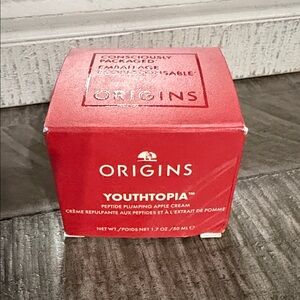 CONSCIOUSLY
PACKAGED
EMBALLAGE
ORIGINS
ORIGINS
YOUTHTOPIA™
PEPTIDE PLUMPING APPLE CREAM
CRÈME REPULPANTE AUX PEPTIDES ET À L'EXTRAIT DE POMME
NET WT./POIDS NET 1.7 OZ./50 ML ℮